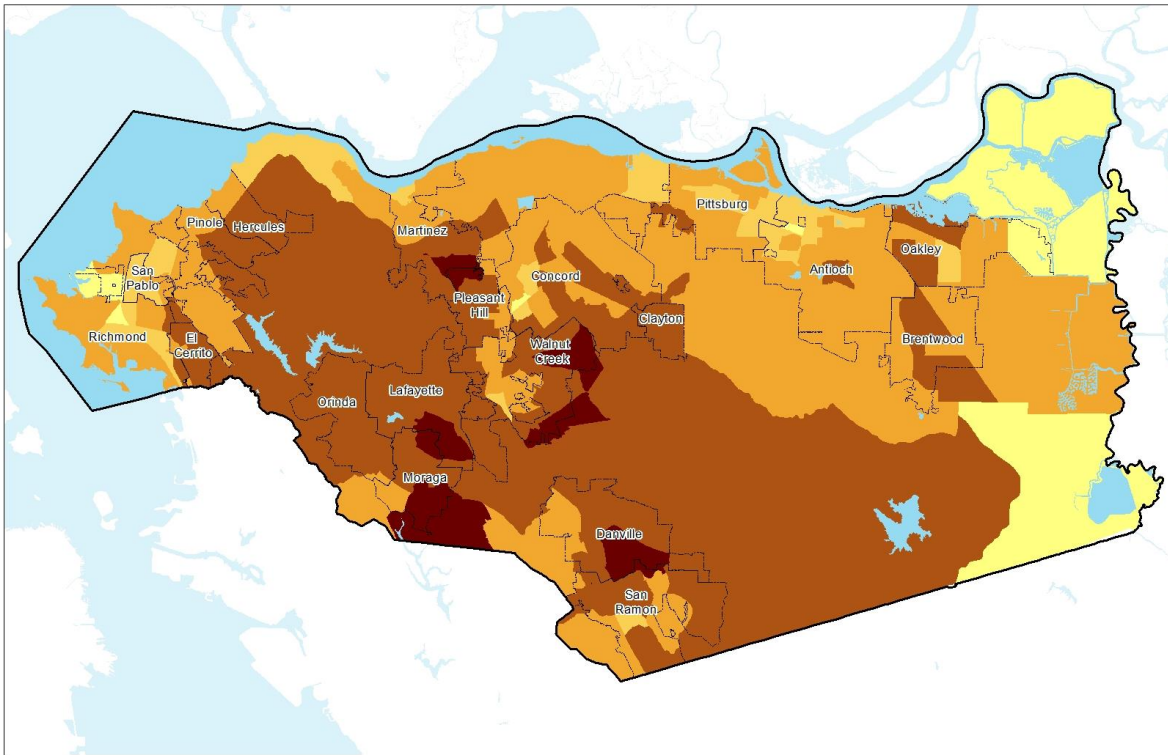 Pinole
Hercules
Martinez
Pittsburg
San
Pablo
Concord
Antioch
Oakley
Pleasant
Hill
Clayton
Richmond
El
Cerrito
Walnut
Creek
Brentwood
Orinda
Lafayette
Moraga
Danville
San
Ramon